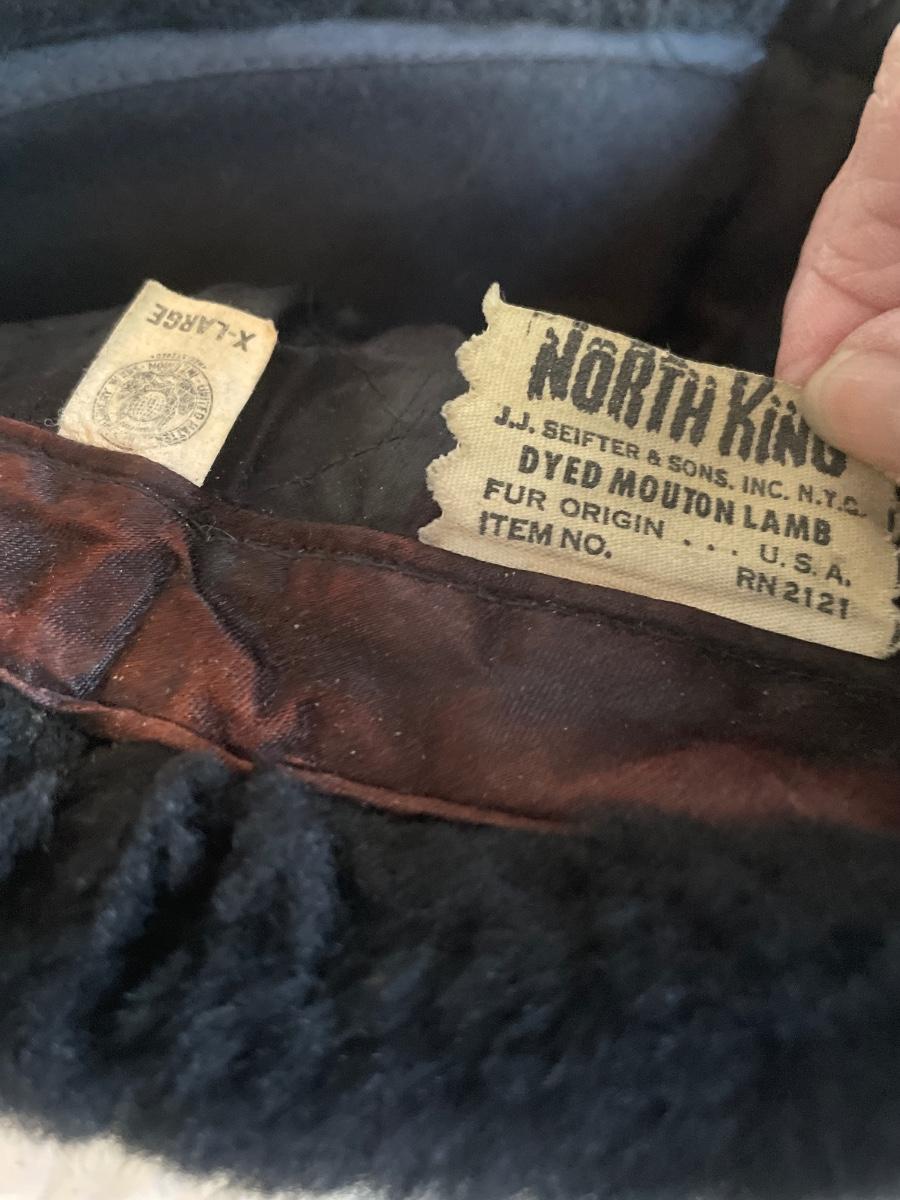 X-LARGE
NORTH KING
J.J. SEIFTER & SONS. INC. N.Y.C.
DYED MOUTON LAMB
FUR ORIGIN . . . U. S. A.
ITEM NO.
RN 2121